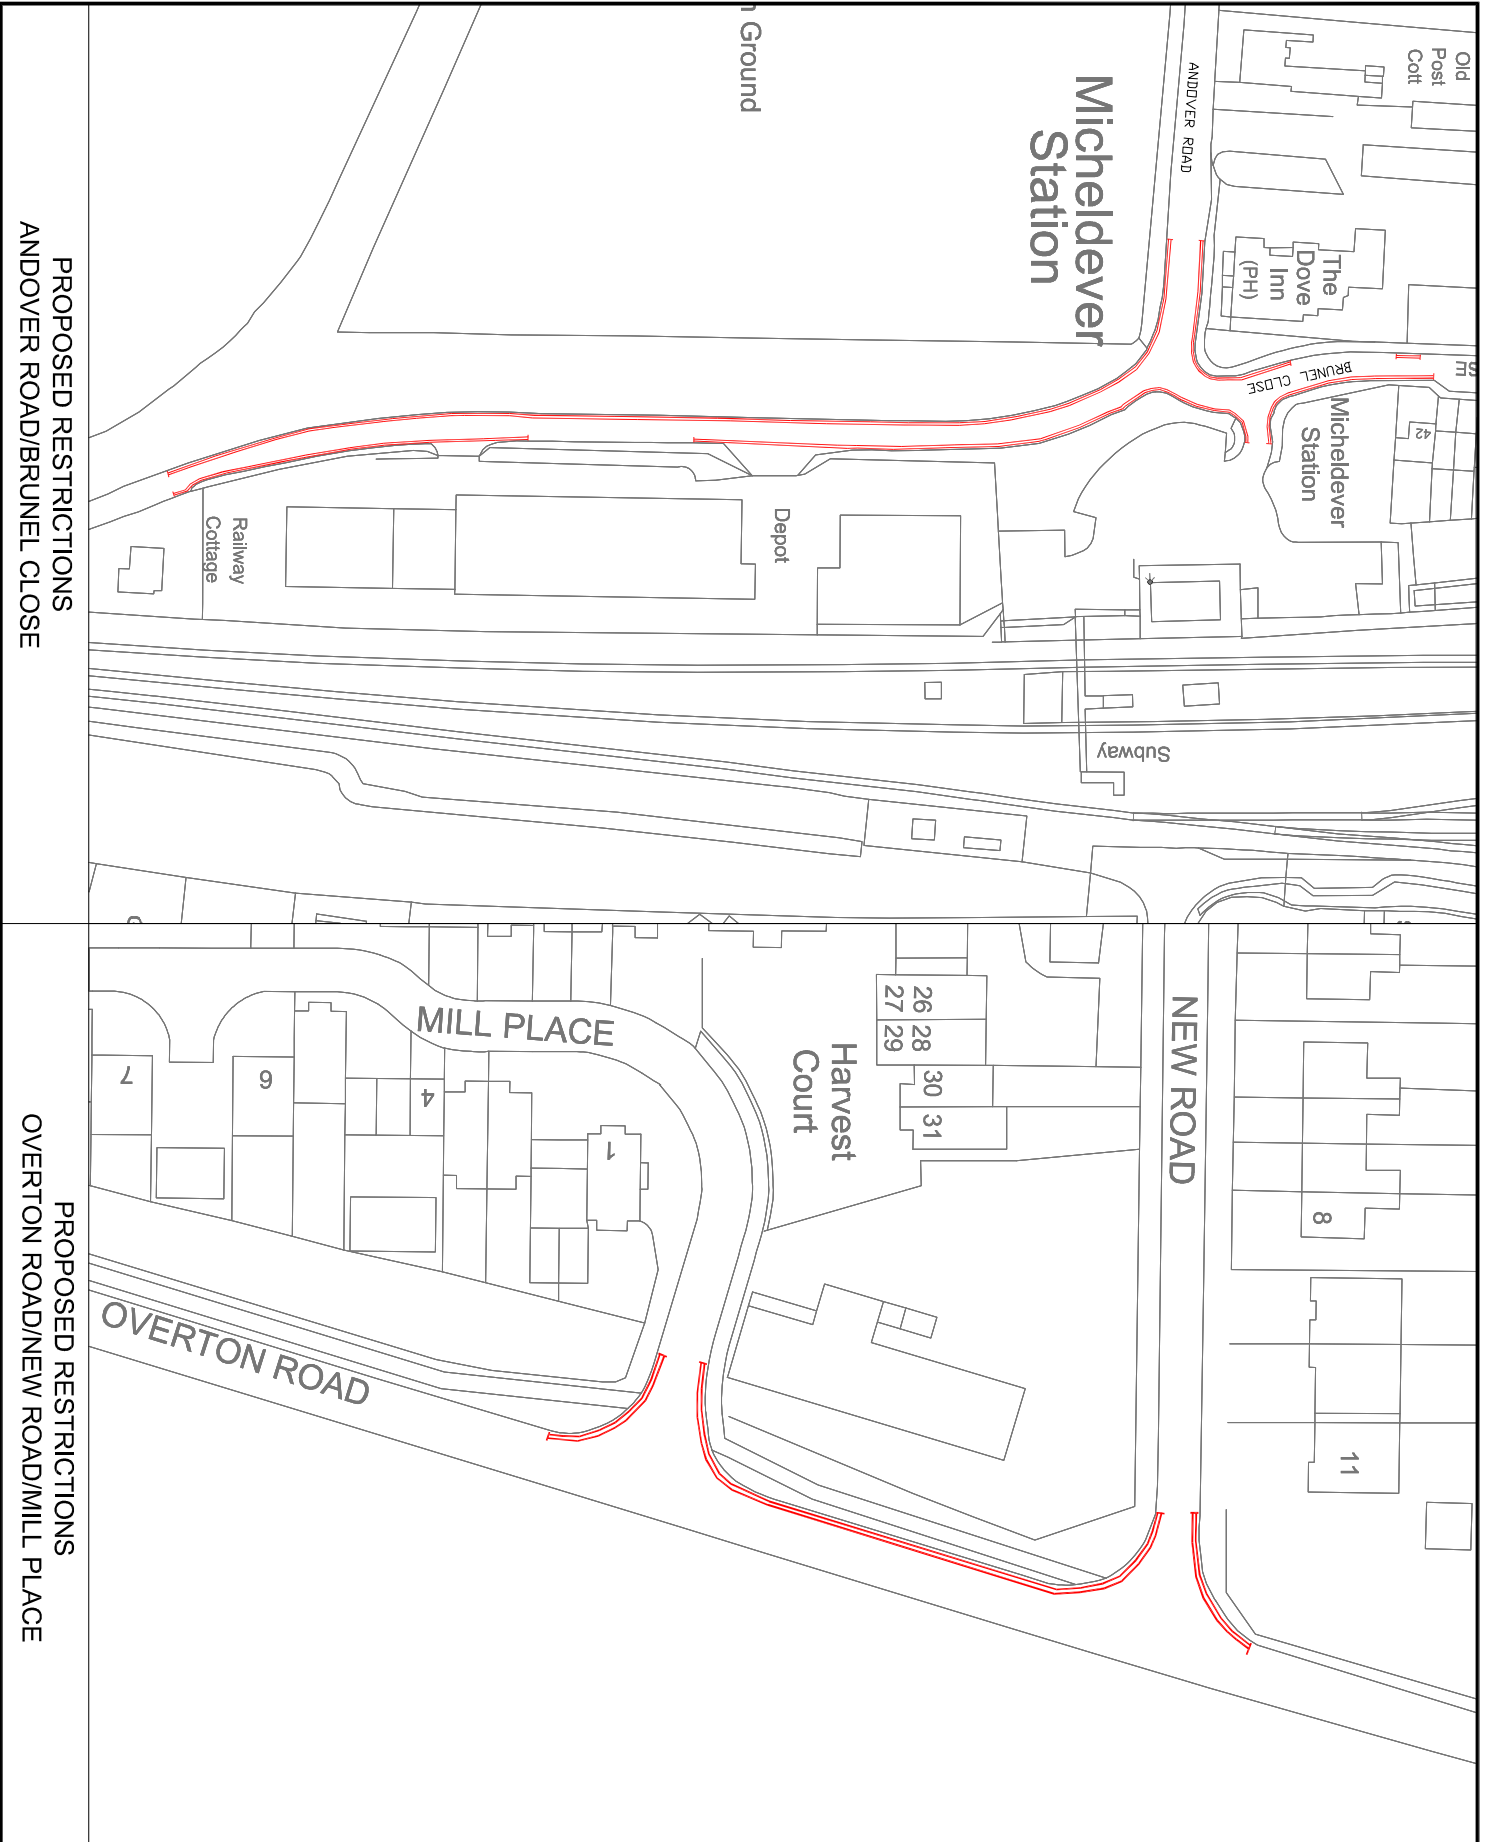 Old
Post
Cott
ANDOVER ROAD
Ground
Micheldever
Station
The
Dove
Inn
(PH)
BRUNEL CLOSE
SE
42
Micheldever
Station
Depot
Railway
Cottage
Subway
PROPOSED RESTRICTIONS
ANDOVER ROAD/BRUNEL CLOSE
MILL PLACE
26
27
28
29
30
31
Harvest
Court
NEW ROAD
7
6
4
1
8
11
OVERTON ROAD
PROPOSED RESTRICTIONS
OVERTON ROAD/NEW ROAD/MILL PLACE